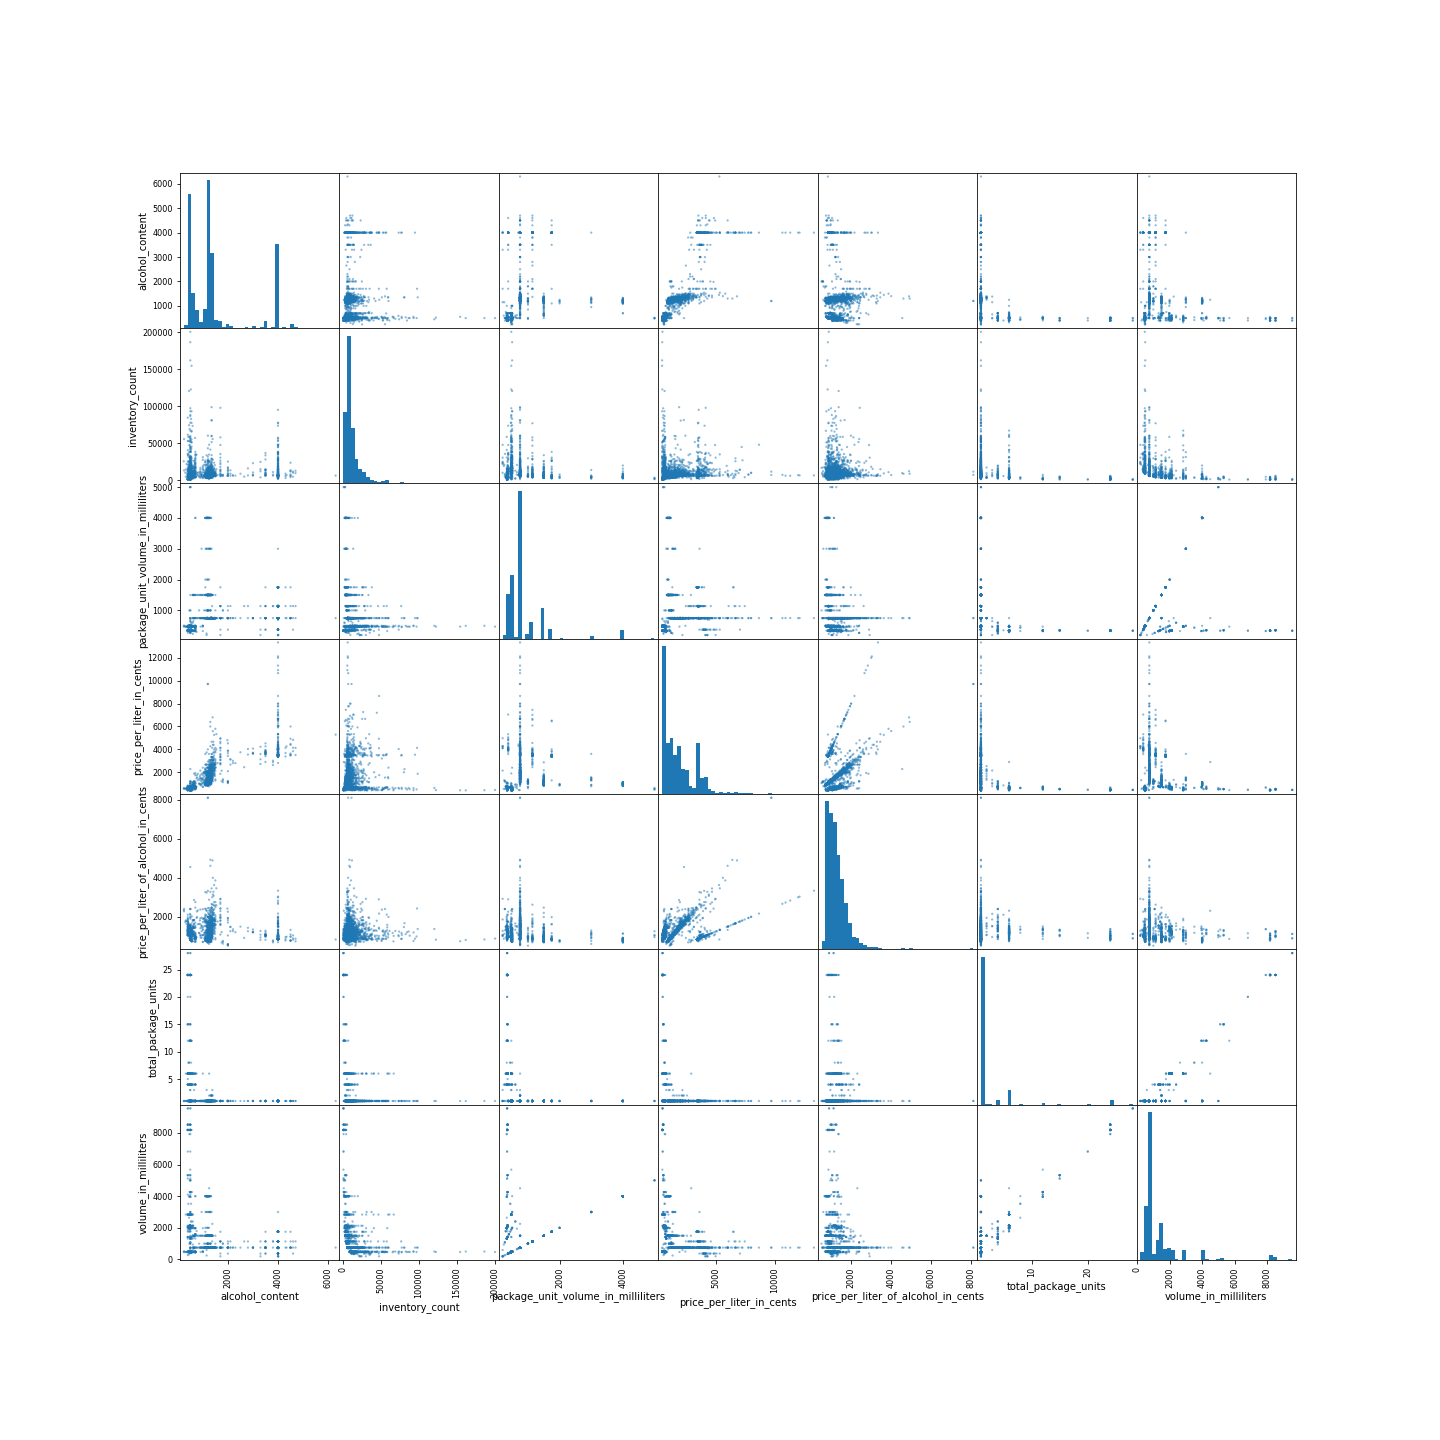 alcohol_content
6000
5000
4000
3000
2000
1000
inventory_count
200000
150000
100000
50000
0
package_unit_volume_in_milliliters
5000
4000
3000
2000
1000
price_per_liter_in_cents
12000
10000
8000
6000
4000
2000
price_per_liter_of_alcohol_in_cents
8000
6000
4000
2000
total_package_units
25
20
15
10
5
volume_in_milliliters
8000
6000
4000
2000
0
2000 4000 6000
alcohol_content
0 50000 100000 150000 200000
inventory_count
2000 4000
package_unit_volume_in_milliliters
5000 10000
price_per_liter_in_cents
2000 4000 6000 8000
price_per_liter_of_alcohol_in_cents
10 20
total_package_units
0 2000 4000 6000 8000
volume_in_milliliters